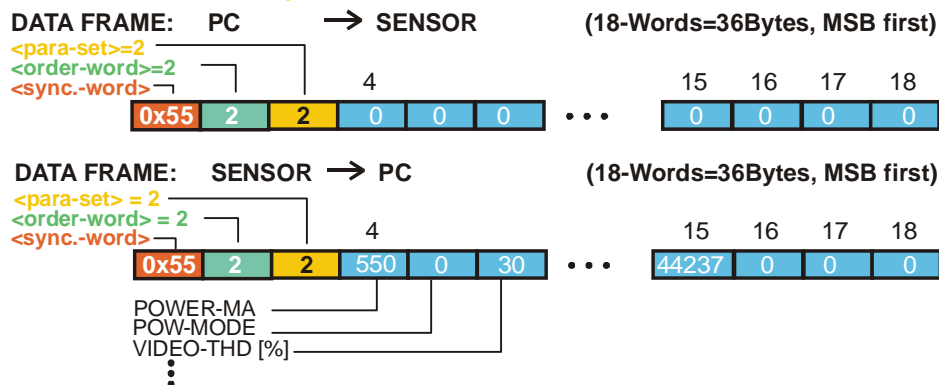 DATA FRAME: PC → SENSOR (18-Words=36Bytes, MSB first)
<para-set>=2
<order-word>=2
<sync.-word>
4 15 16 17 18
0x55 2 2 0 0 0 • • • 0 0 0 0
DATA FRAME: SENSOR → PC (18-Words=36Bytes, MSB first)
<para-set> = 2
<order-word> = 2
<sync.-word>
4 15 16 17 18
0x55 2 2 550 0 30 • • • 44237 0 0 0
POWER-MA
POW-MODE
VIDEO-THD [%]